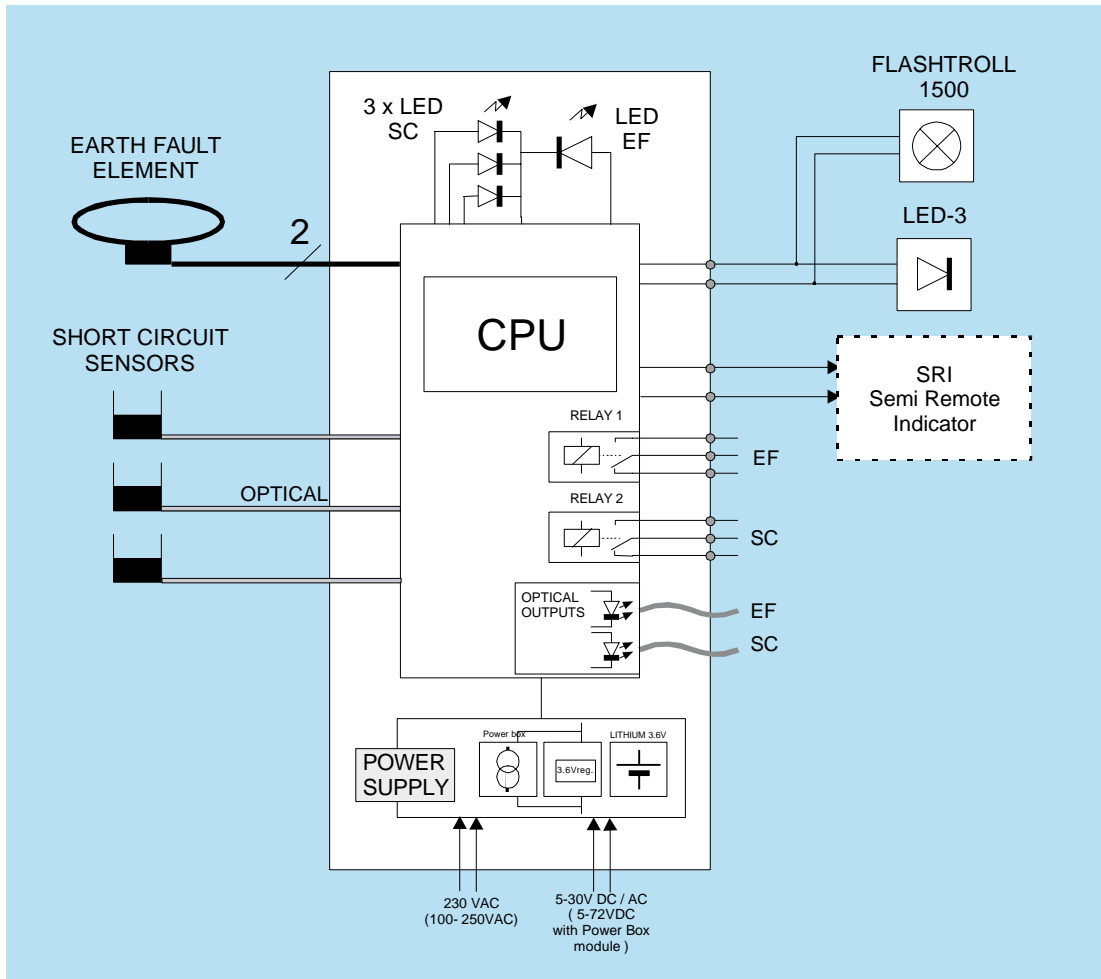 FLASHTROLL
1500
3 x LED
SC
LED
EF
EARTH FAULT
ELEMENT
2
LED-3
CPU
SHORT CIRCUIT
SENSORS
SRI
Semi Remote
Indicator
RELAY 1
EF
OPTICAL
RELAY 2
SC
OPTICAL
OUTPUTS
EF
SC
POWER
SUPPLY
Power box
3.6Vreg.
LITHIUM 3.6V
230 VAC
(100- 250VAC)
5-30V DC / AC
( 5-72VDC
with Power Box
module )